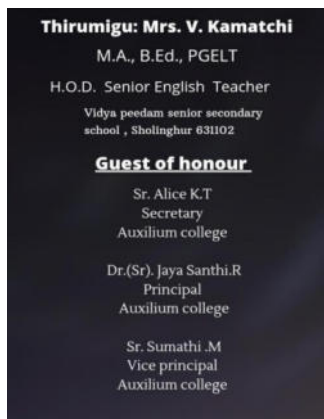 Thirumigu: Mrs. V. Kamatchi
M.A., B.Ed., PGELT
H.O.D. Senior English Teacher
Vidya peedam senior secondary
school , Sholinghur 631102
Guest of honour
Sr. Alice K.T
Secretary
Auxilium college
Dr.(Sr). Jaya Santhi.R
Principal
Auxilium college
Sr. Sumathi .M
Vice principal
Auxilium college